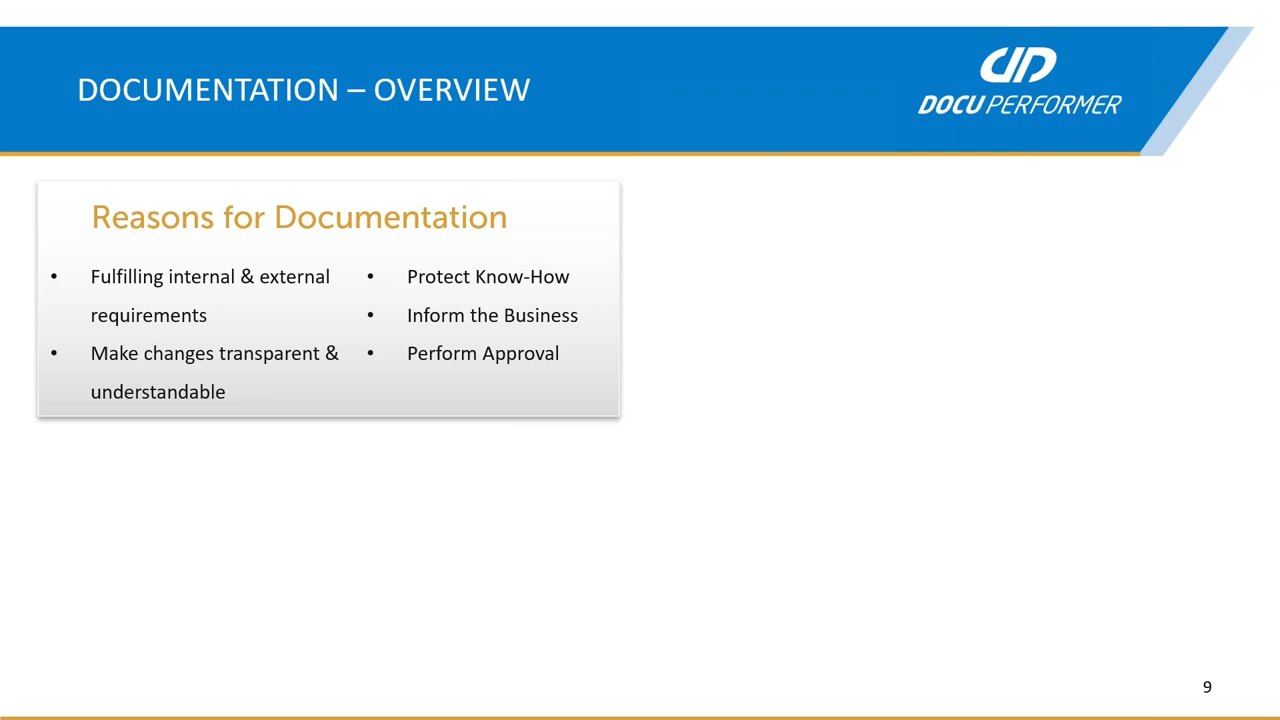 DOCUMENTATION – OVERVIEW
DOCU PERFORMER
Reasons for Documentation
• Fulfilling internal & external
requirements
• Make changes transparent &
understandable
• Protect Know-How
• Inform the Business
• Perform Approval
9